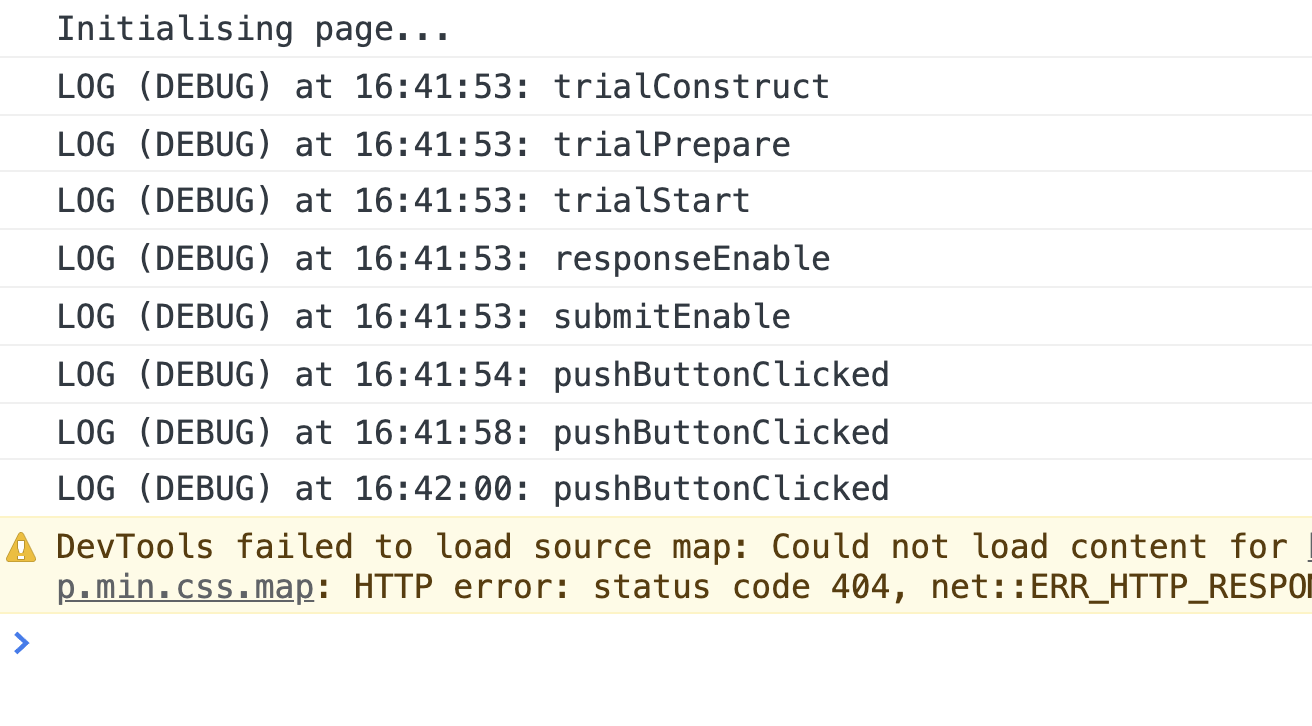 Initialising page...
LOG (DEBUG) at 16:41:53: trialConstruct
LOG (DEBUG) at 16:41:53: trialPrepare
LOG (DEBUG) at 16:41:53: trialStart
LOG (DEBUG) at 16:41:53: responseEnable
LOG (DEBUG) at 16:41:53: submitEnable
LOG (DEBUG) at 16:41:54: pushButtonClicked
LOG (DEBUG) at 16:41:58: pushButtonClicked
LOG (DEBUG) at 16:42:00: pushButtonClicked
DevTools failed to load source map: Could not load content for
p.min.css.map: HTTP error: status code 404, net::ERR_HTTP_RESPO